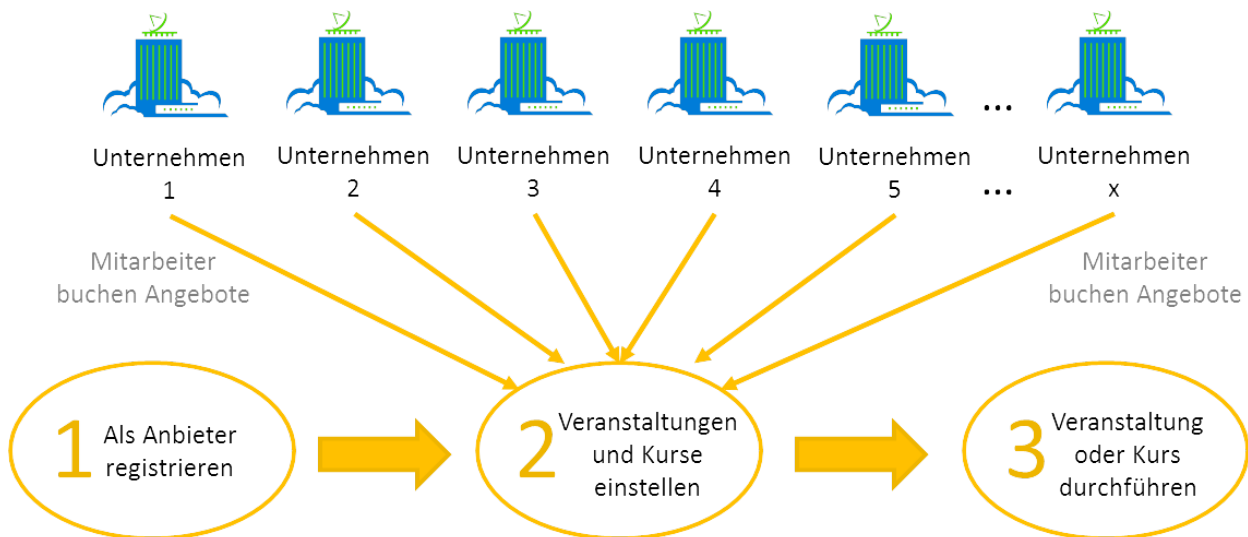 ...
Unternehmen
1
Unternehmen
2
Unternehmen
3
Unternehmen
4
Unternehmen
5
...
Unternehmen
x
Mitarbeiter
buchen Angebote
Mitarbeiter
buchen Angebote
1
Als Anbieter
registrieren
2
Veranstaltungen
und Kurse
einstellen
3
Veranstaltung
oder Kurs
durchführen